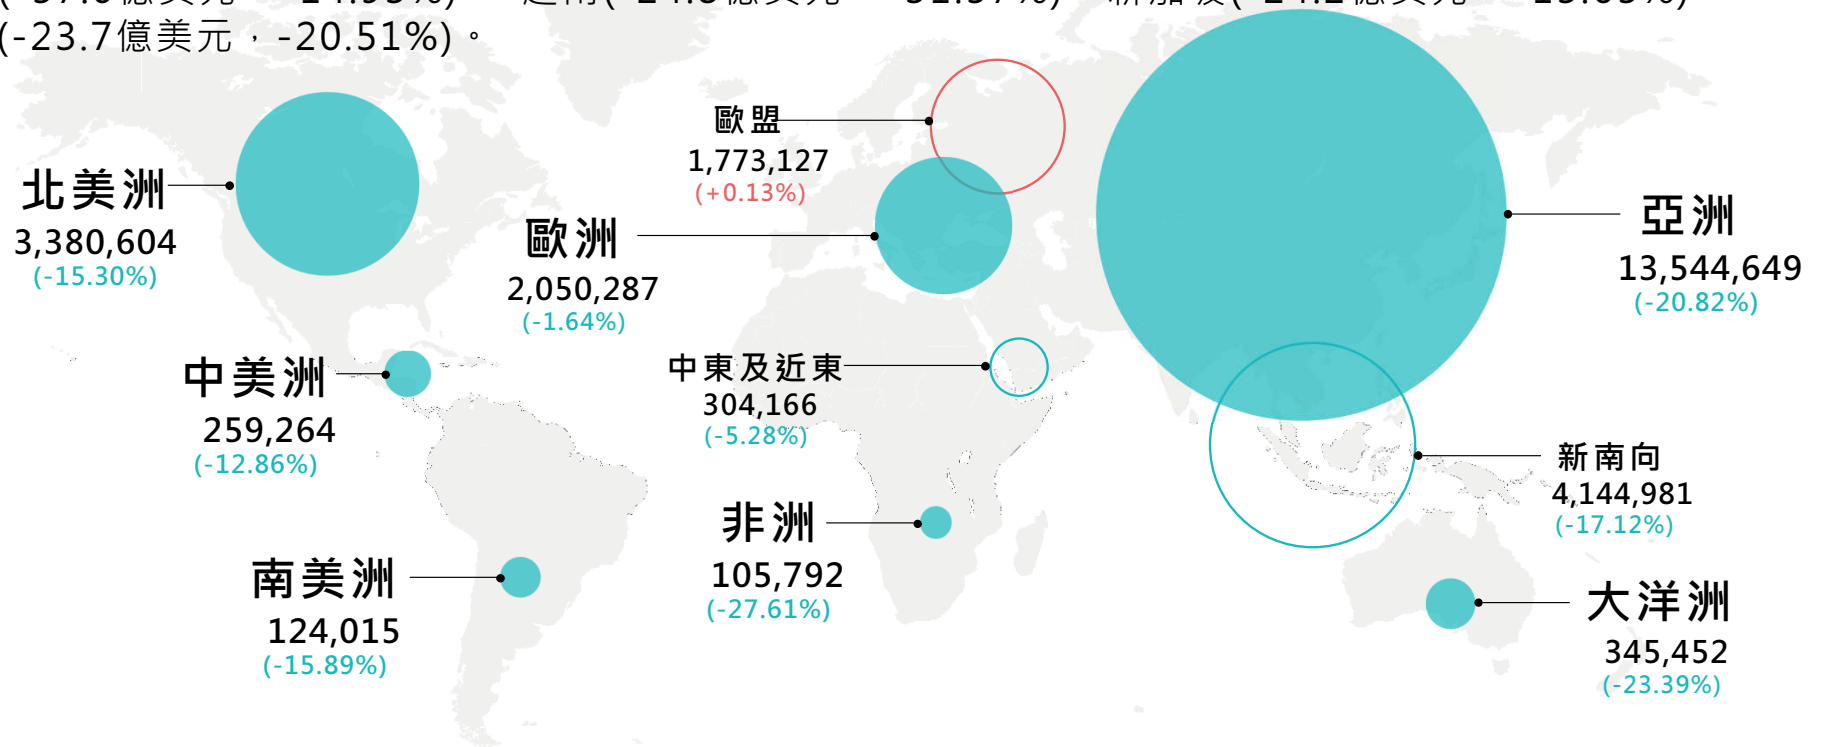 (-23.7億美元，-20.51%)。
北美洲
3,380,604
(-15.30%)
歐盟
1,773,127
(+0.13%)
歐洲
2,050,287
(-1.64%)
亞洲
13,544,649
(-20.82%)
中美洲
259,264
(-12.86%)
中東及近東
304,166
(-5.28%)
新南向
4,144,981
(-17.12%)
南美洲
124,015
(-15.89%)
非洲
105,792
(-27.61%)
大洋洲
345,452
(-23.39%)